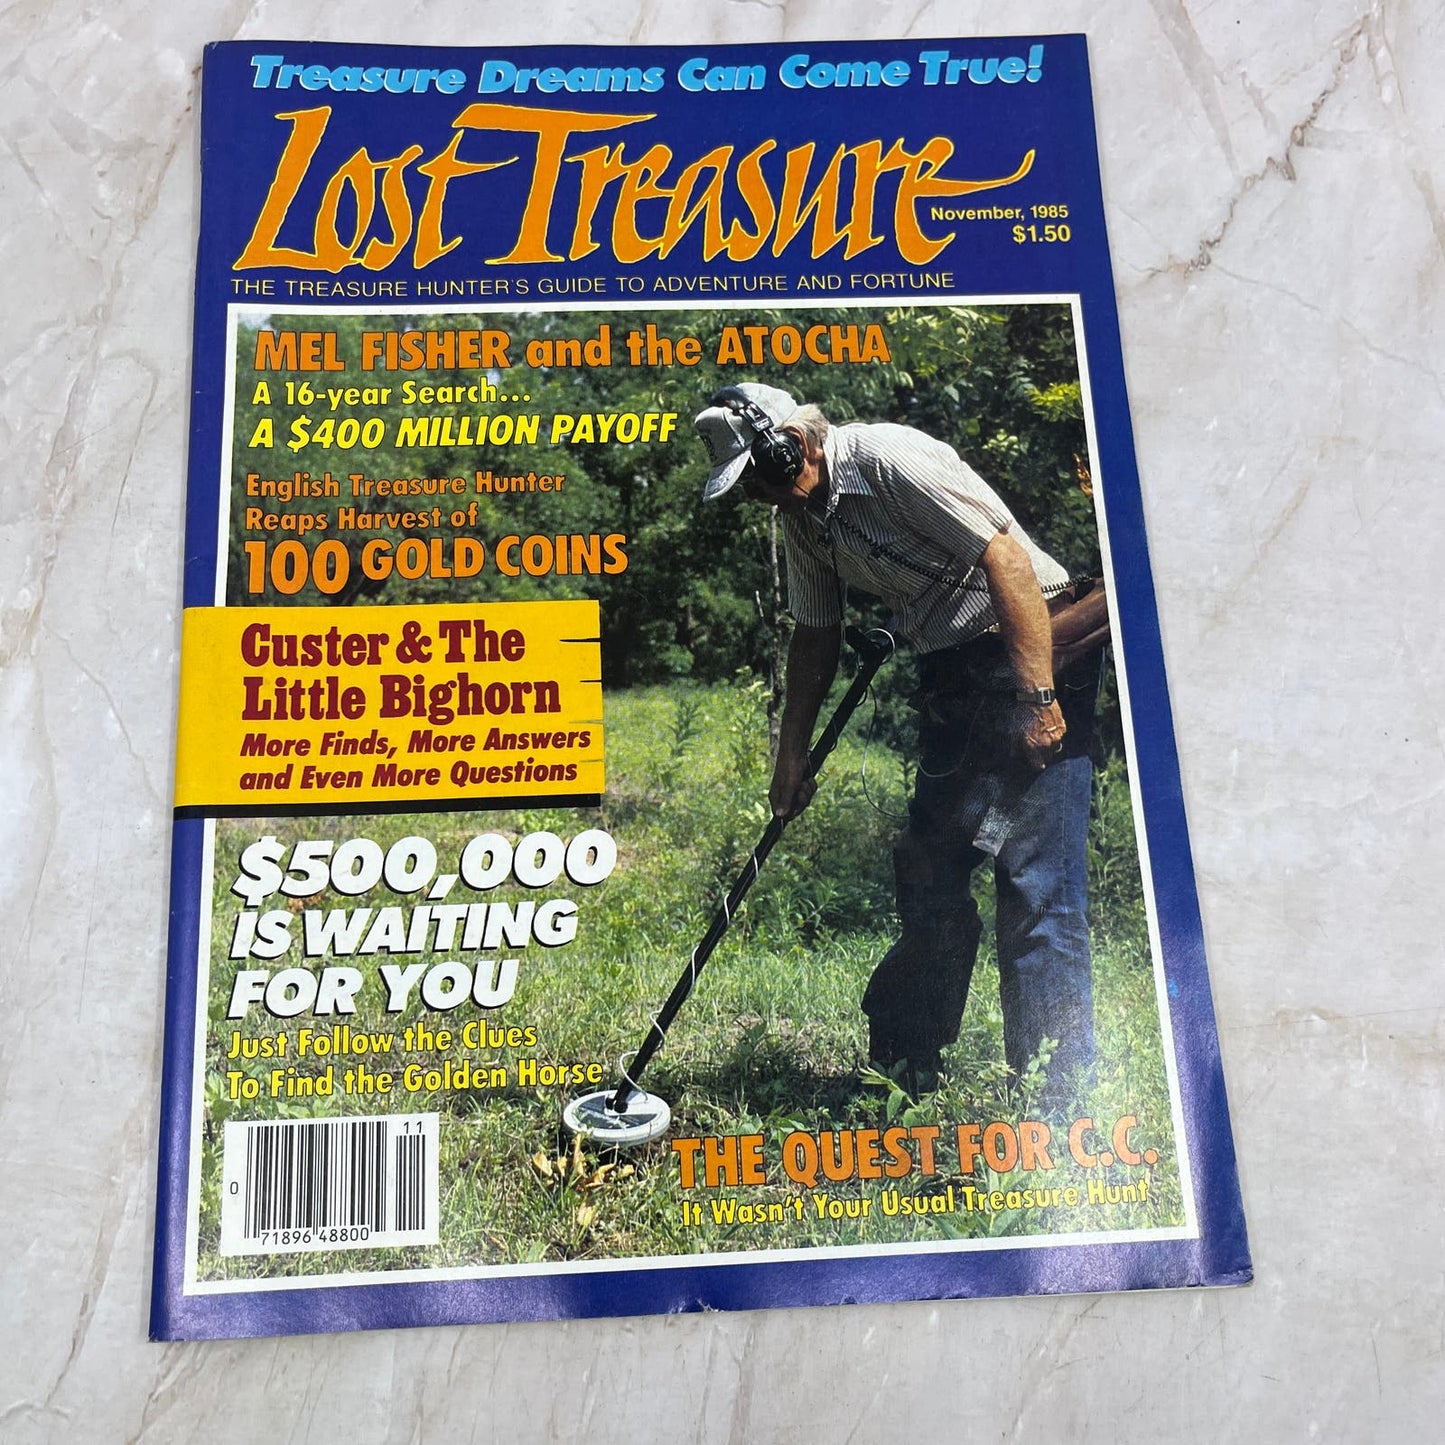 Treasure Dreams Can Come True!
Lost Treasure
November, 1985
$1.50
THE TREASURE HUNTER'S GUIDE TO ADVENTURE AND FORTUNE
MEL FISHER and the ATOCHA
A 16-year Search...
A $400 MILLION PAYOFF
English Treasure Hunter
Reaps Harvest of
100 GOLD COINS
Custer & The
Little Bighorn
More Finds, More Answers
and Even More Questions
$500,000
IS WAITING
FOR YOU
Just Follow the Clues
To Find the Golden Horse
11
0
71896 48800
THE QUEST FOR C.C.
It Wasn't Your Usual Treasure Hunt